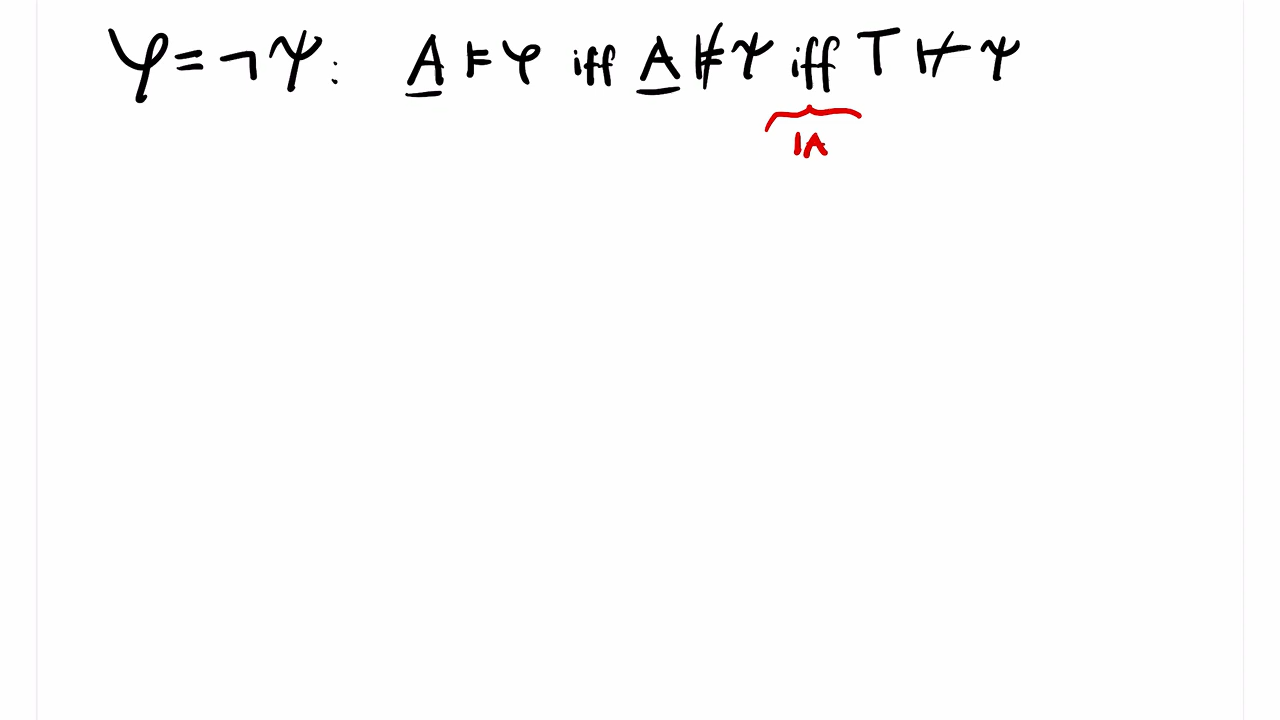 φ = ¬ψ : A ⊨ φ iff A ⊭ ψ iff T ⊬ ψ
IA